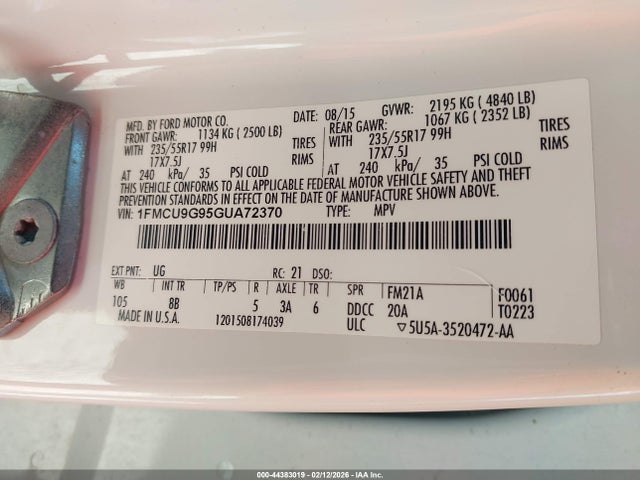 MFD. BY FORD MOTOR CO. DATE: 08/15 GVWR: 2195 KG ( 4840 LB)
FRONT GAWR: 1134 KG ( 2500 LB) REAR GAWR: 1067 KG ( 2352 LB)
WITH 235/55R17 99H TIRES WITH 235/55R17 99H TIRES
17X7.5J RIMS 17X7.5J RIMS
AT 240 kPa/ 35 PSI COLD AT 240 kPa/ 35 PSI COLD
THIS VEHICLE CONFORMS TO ALL APPLICABLE FEDERAL MOTOR VEHICLE SAFETY AND THEFT
PREVENTION STANDARDS IN EFFECT ON THE DATE OF MANUFACTURE SHOWN ABOVE.
VIN: 1FMCU9G95GUA72370 TYPE: MPV
EXT PNT: UG RC: 21 DSO:
WB INT TR TP/PS R AXLE TR SPR FM21A F0061
105 8B 5 3A 6 DDCC 20A T0223
MADE IN U.S.A. 1201508174039 ULC ▽5U5A-3520472-AA
000-44383019 - 02/12/2026 - IAAI, Inc.